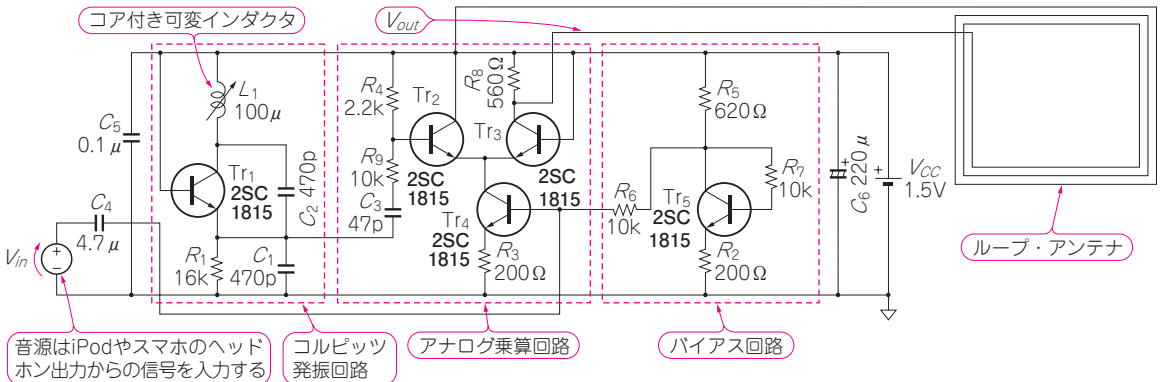 コア付き可変インダクタ
Vout
C5
0.1μ
L1
100μ
Tr1
2SC
1815
C2 470p
R1
16k
C1
470p
C4
4.7μ
Vin
R4
2.2k
R9
10k
C3
47p
Tr2
2SC
1815
R8
560Ω
Tr3
2SC
1815
Tr4
2SC
1815
R3
200Ω
R6
10k
R5
620Ω
R7
10k
Tr5
2SC
1815
R2
200Ω
C6 220μ
VCC
1.5V
ループ・アンテナ
音源はiPodやスマホのヘッド
ホン出力からの信号を入力する
コルピッツ
発振回路
アナログ乗算回路
バイアス回路